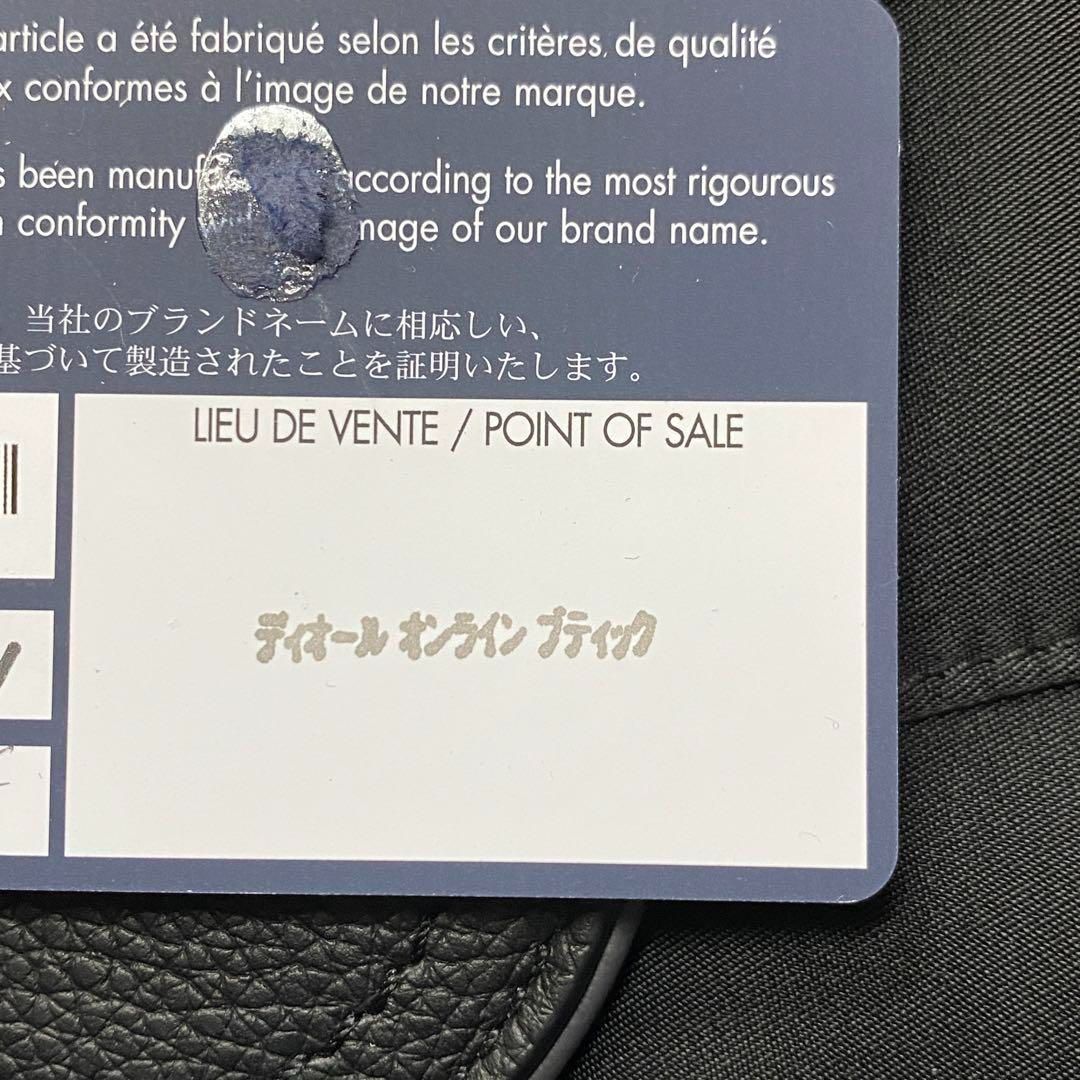 article a été fabriqué selon les critères de qualité
x conformes à l'image de notre marque.
s been according to the most rigourous
n conformity of our brand name.
当社のブランドネームに相応しい、
基づいて製造されたことを証明いたします。
LIEU DE VENTE / POINT OF SALE
ディオール オンライン ブティック